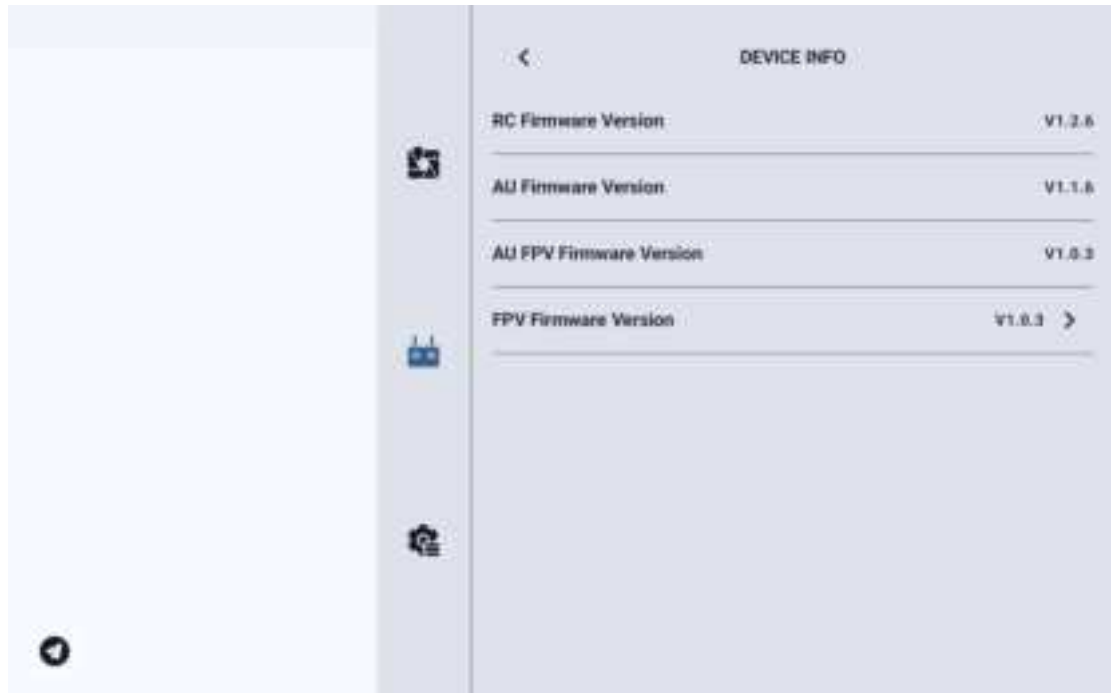 DEVICE INFO
RC Firmware Version V1.2.6
AU Firmware Version V1.1.6
AU FPV Firmware Version V1.0.3
FPV Firmware Version V1.0.3